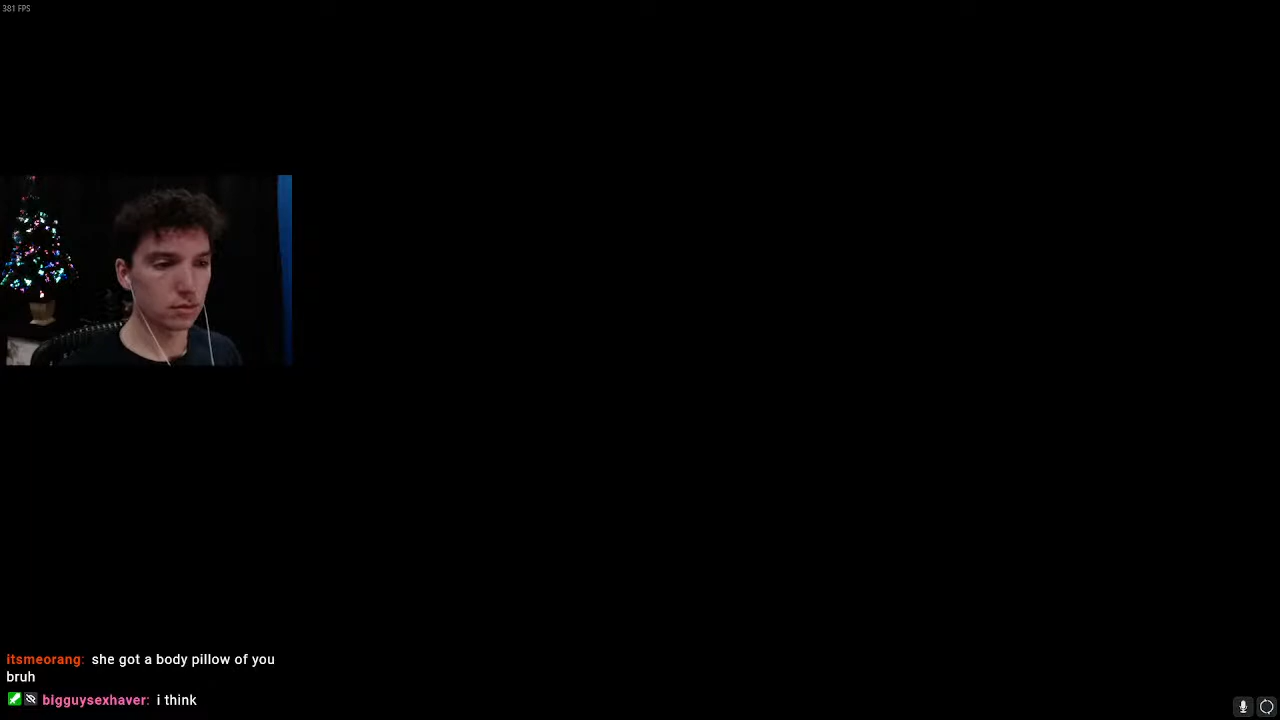 381 FPS
itsmeorang: she got a body pillow of you
bruh
bigguysexhaver: i think